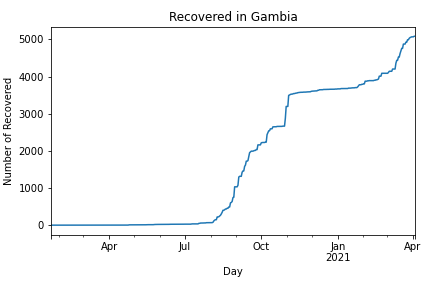 Recovered in Gambia
Number of Recovered
5000
4000
3000
2000
1000
0
Apr
Jul
Oct
Jan
2021
Apr
Day